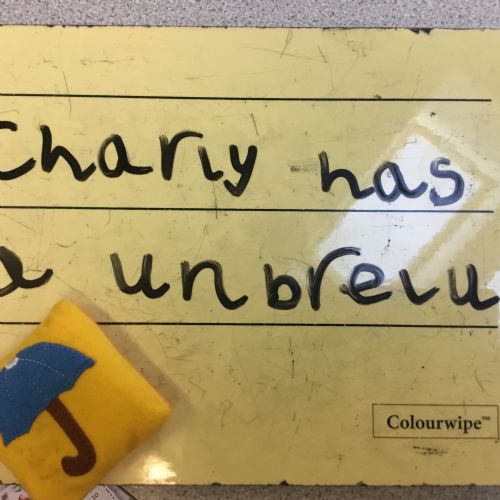 Charly has
a unbrelu
Colourwipe™